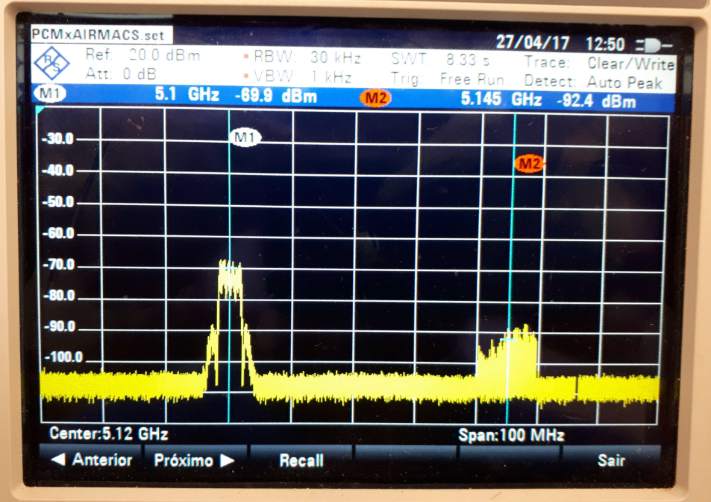 PCMxAIRMACS.set
27/04/17 12:50
Ref: 20.0 dBm • RBW: 30 kHz SWT: 8.33 s Trace: Clear/Write
Att: 0 dB • VBW: 1 kHz Trig: Free Run Detect: Auto Peak
R&S
M1 5.1 GHz -69.9 dBm M2 5.145 GHz -92.4 dBm
M1
M2
-30.0
-40.0
-50.0
-60.0
-70.0
-80.0
-90.0
-100.0
Center:5.12 GHz Span:100 MHz
◀ Anterior Próximo ▶ Recall Sair